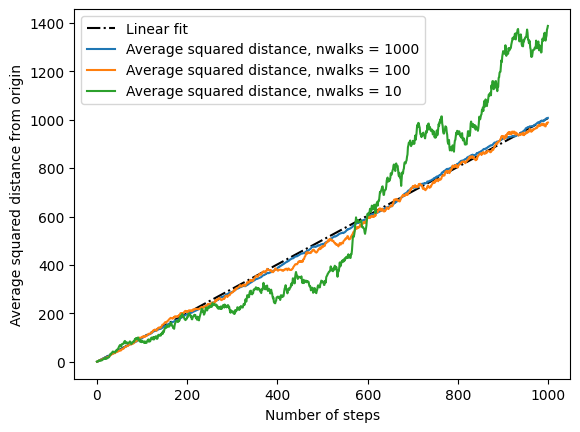 Linear fit
Average squared distance, nwalks = 1000
Average squared distance, nwalks = 100
Average squared distance, nwalks = 10
Average squared distance from origin
1400
1200
1000
800
600
400
200
0
0 200 400 600 800 1000
Number of steps